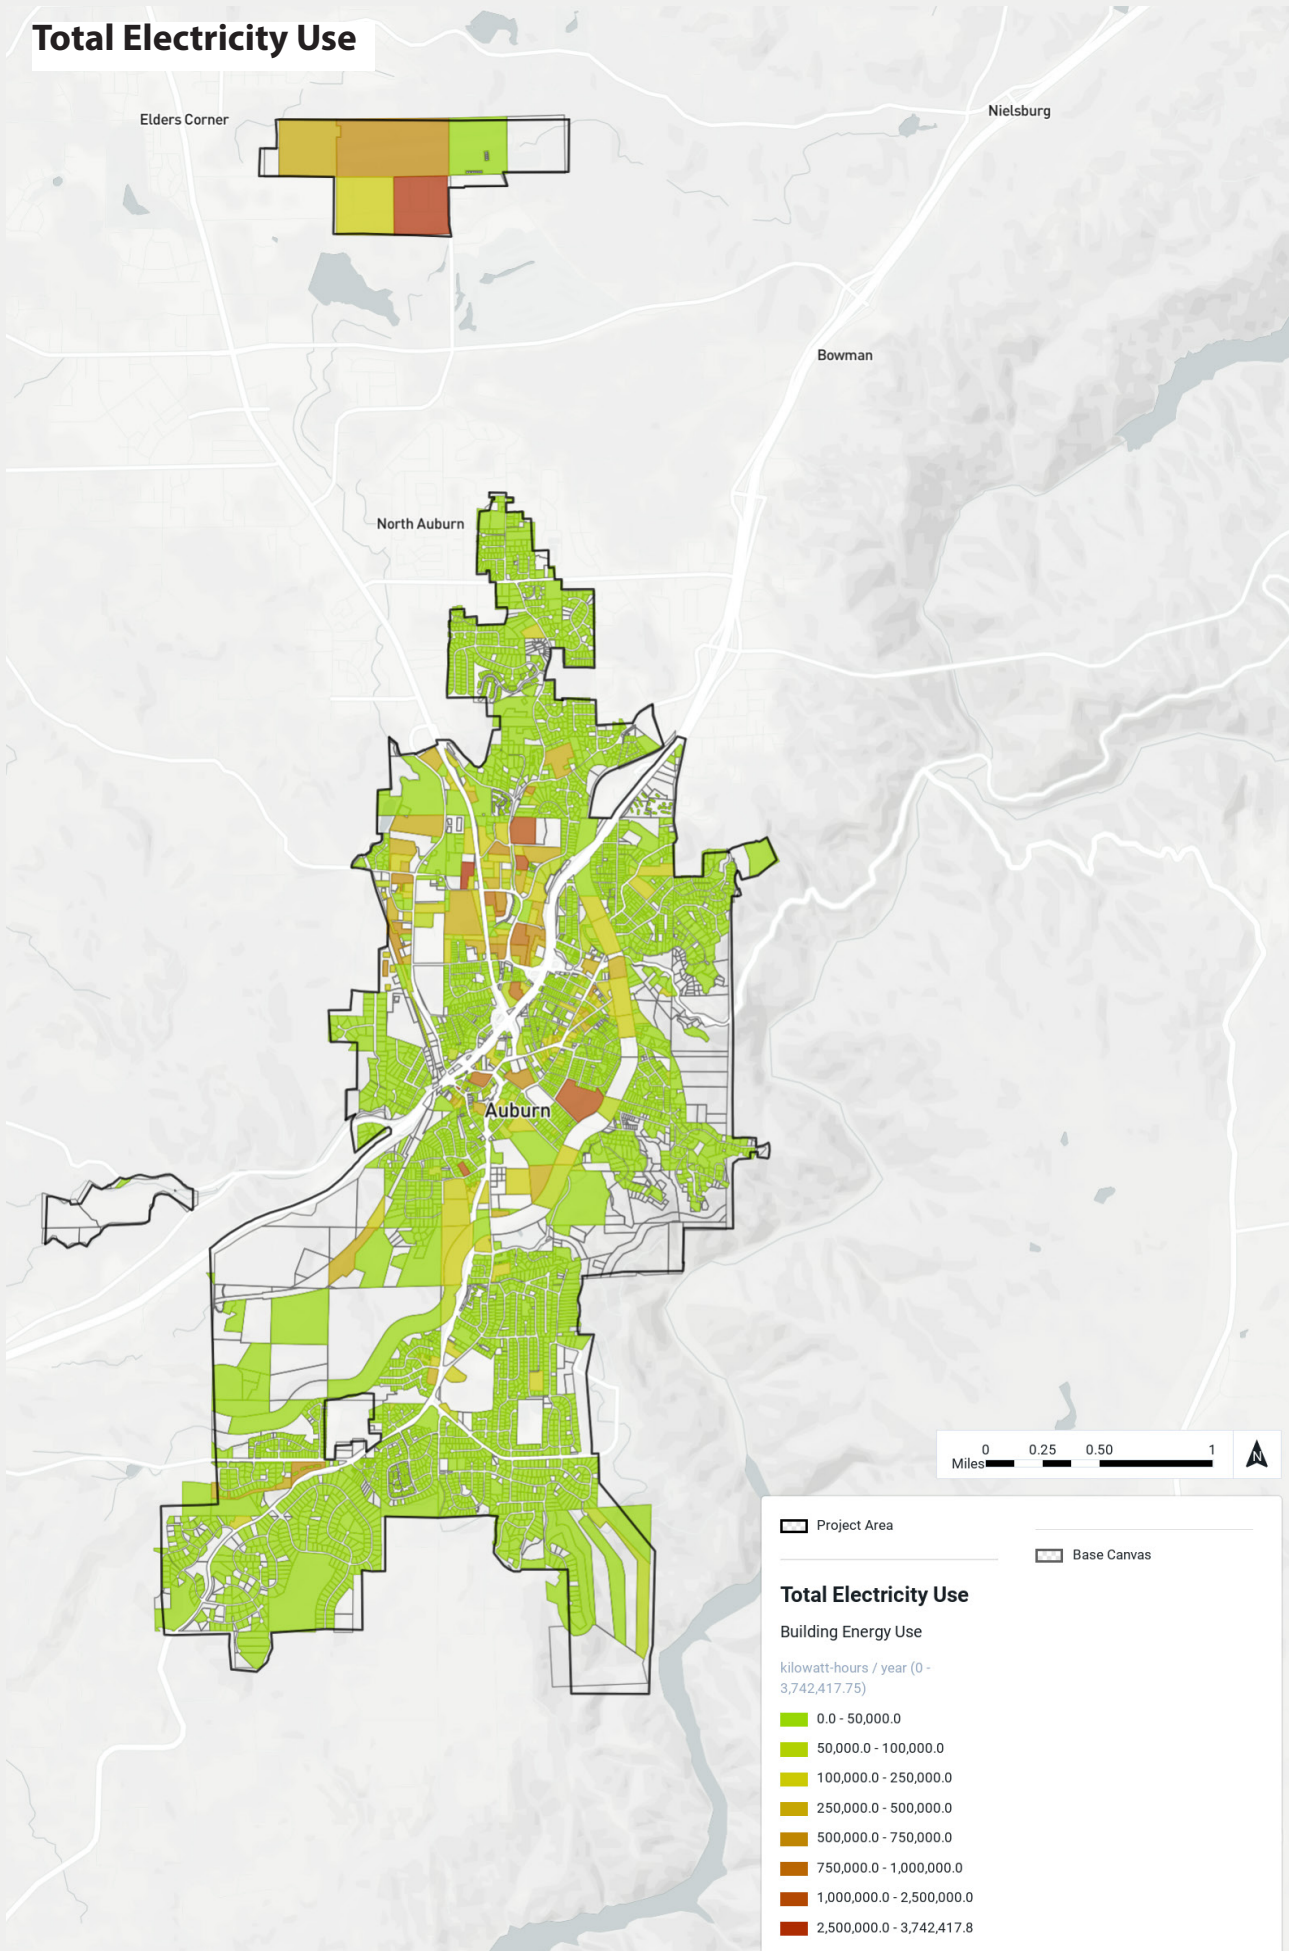 Total Electricity Use
Elders Corner
Nielsburg
Bowman
North Auburn
Auburn
0 0.25 0.50 1
Miles
N
Project Area
Base Canvas
Total Electricity Use
Building Energy Use
kilowatt-hours / year (0 -
3,742,417.75)
0.0 - 50,000.0
50,000.0 - 100,000.0
100,000.0 - 250,000.0
250,000.0 - 500,000.0
500,000.0 - 750,000.0
750,000.0 - 1,000,000.0
1,000,000.0 - 2,500,000.0
2,500,000.0 - 3,742,417.8